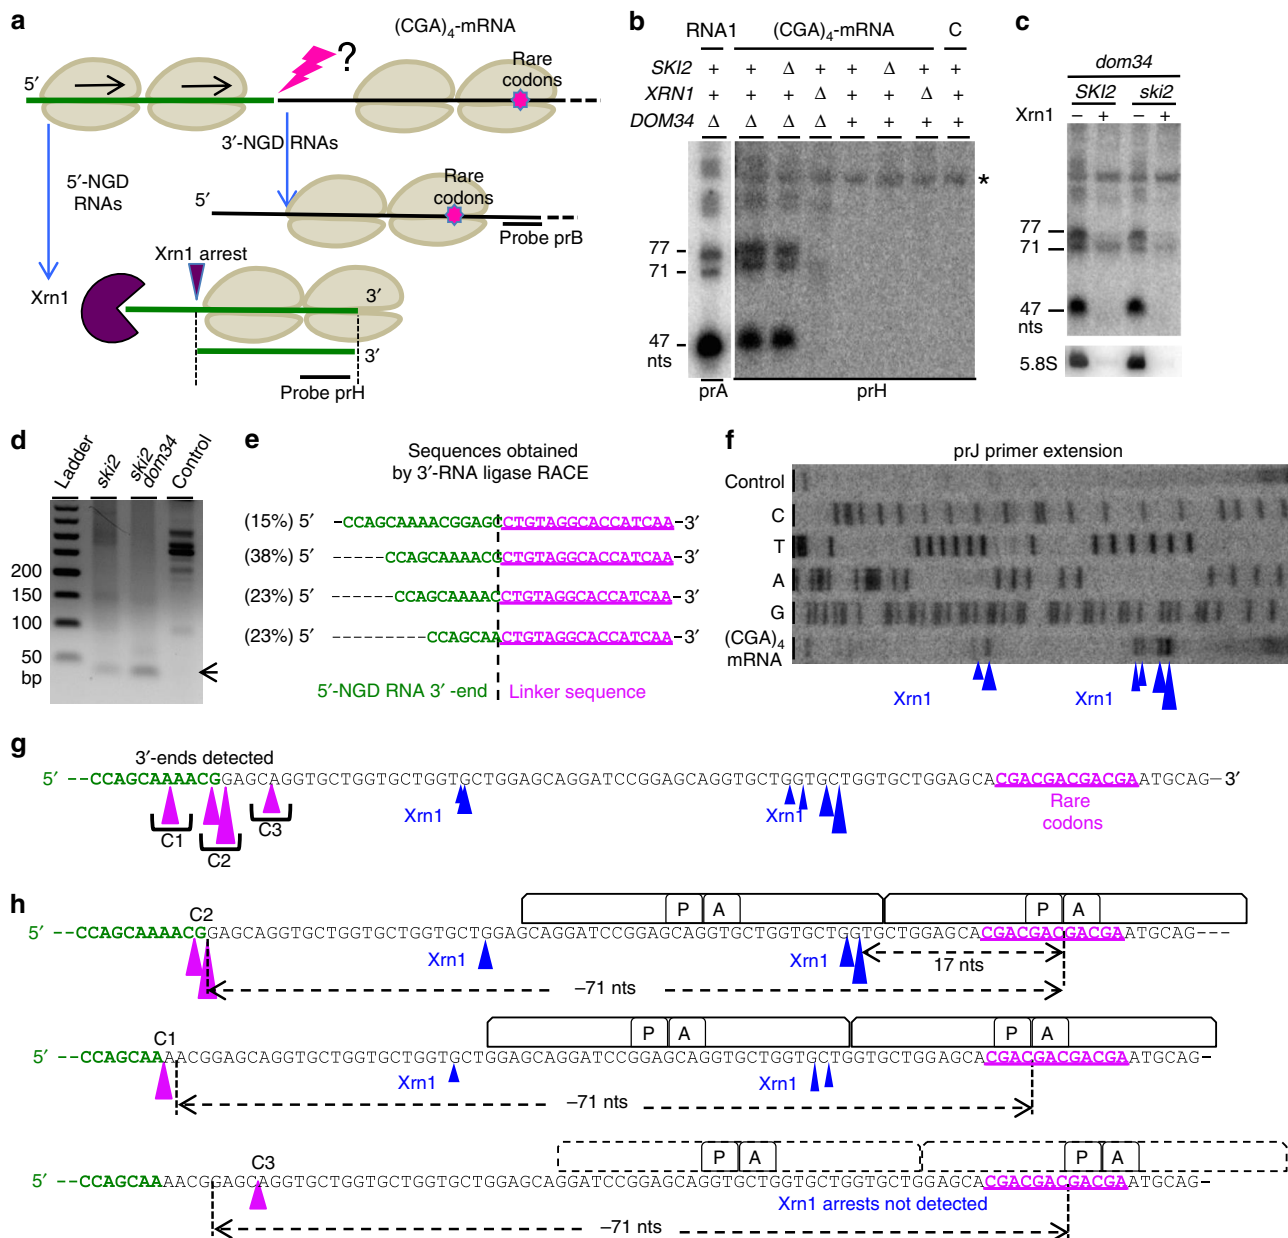 a
(CGA)4-mRNA
?
Rare
codons
5′
3′-NGD RNAs
5′-NGD
RNAs
5′
Rare
codons
Probe prB
Xrn1 arrest
Xrn1
3′
3′
Probe prH
b
RNA1 (CGA)4-mRNA C
SKI2 + + Δ + + Δ + +
XRN1 + + + Δ + + Δ +
DOM34 Δ Δ Δ Δ + + + +
*
77
71
47
nts
prA prH
c
dom34
SKI2 ski2
Xrn1 – + – +
77
71
47
nts
5.8S
d
Ladder
ski2
ski2
dom34
Control
200
150
100
50
bp
e
Sequences obtained
by 3′-RNA ligase RACE
(15%) 5′ -CCAGCAAAACGGAGCCTGTAGGCACCATCAA-3′
(38%) 5′ -----CCAGCAAAACGCTGTAGGCACCATCAA-3′
(23%) 5′ ------CCAGCAAAACCTGTAGGCACCATCAA-3′
(23%) 5′ ---------CCAGCAACTGTAGGCACCATCAA-3′
5′-NGD RNA 3′-end Linker sequence
f
prJ primer extension
Control
C
T
A
G
(CGA)4
mRNA
Xrn1 Xrn1
g
3′-ends detected
5′ --CCAGCAAAACGGAGCAGGTGCTGGTGCTGGTGCTGGAGCAGGATCCGGAGCAGGTGCTGGTGCTGGTGCTGGAGCACGACGACGACGAATGCAG-3′
C1
C2
C3
Xrn1
Xrn1
Rare
codons
h
P A P A
C2
5′ --CCAGCAAAACGGAGCAGGTGCTGGTGCTGGTGCTGGAGCAGGATCCGGAGCAGGTGCTGGTGCTGGTGCTGGAGCACGACGACGACGAATGCAG---
Xrn1
Xrn1
17 nts
–71 nts
P A P A
C1
5′ --CCAGCAAAACGGAGCAGGTGCTGGTGCTGGTGCTGGAGCAGGATCCGGAGCAGGTGCTGGTGCTGGTGCTGGAGCACGACGACGACGAATGCAG–
Xrn1
Xrn1
–71 nts
P A P A
C3
5′ --CCAGCAAAACGGAGCAGGTGCTGGTGCTGGTGCTGGAGCAGGATCCGGAGCAGGTGCTGGTGCTGGTGCTGGAGCACGACGACGACGAATGCAG–
Xrn1 arrests not detected
–71 nts